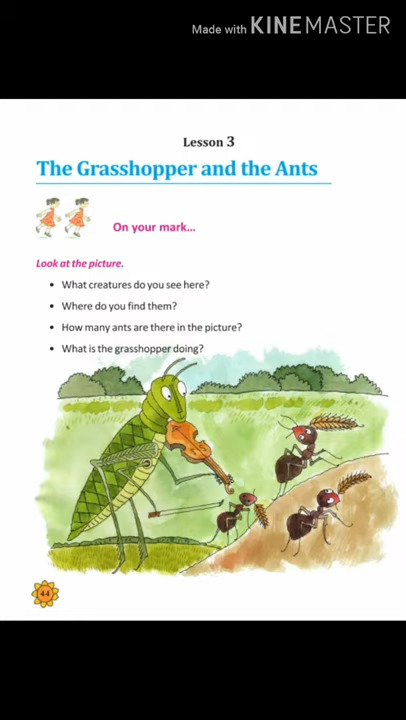 Made with KINEMASTER
Lesson 3
The Grasshopper and the Ants
On your mark...
Look at the picture.
• What creatures do you see here?
• Where do you find them?
• How many ants are there in the picture?
• What is the grasshopper doing?
44